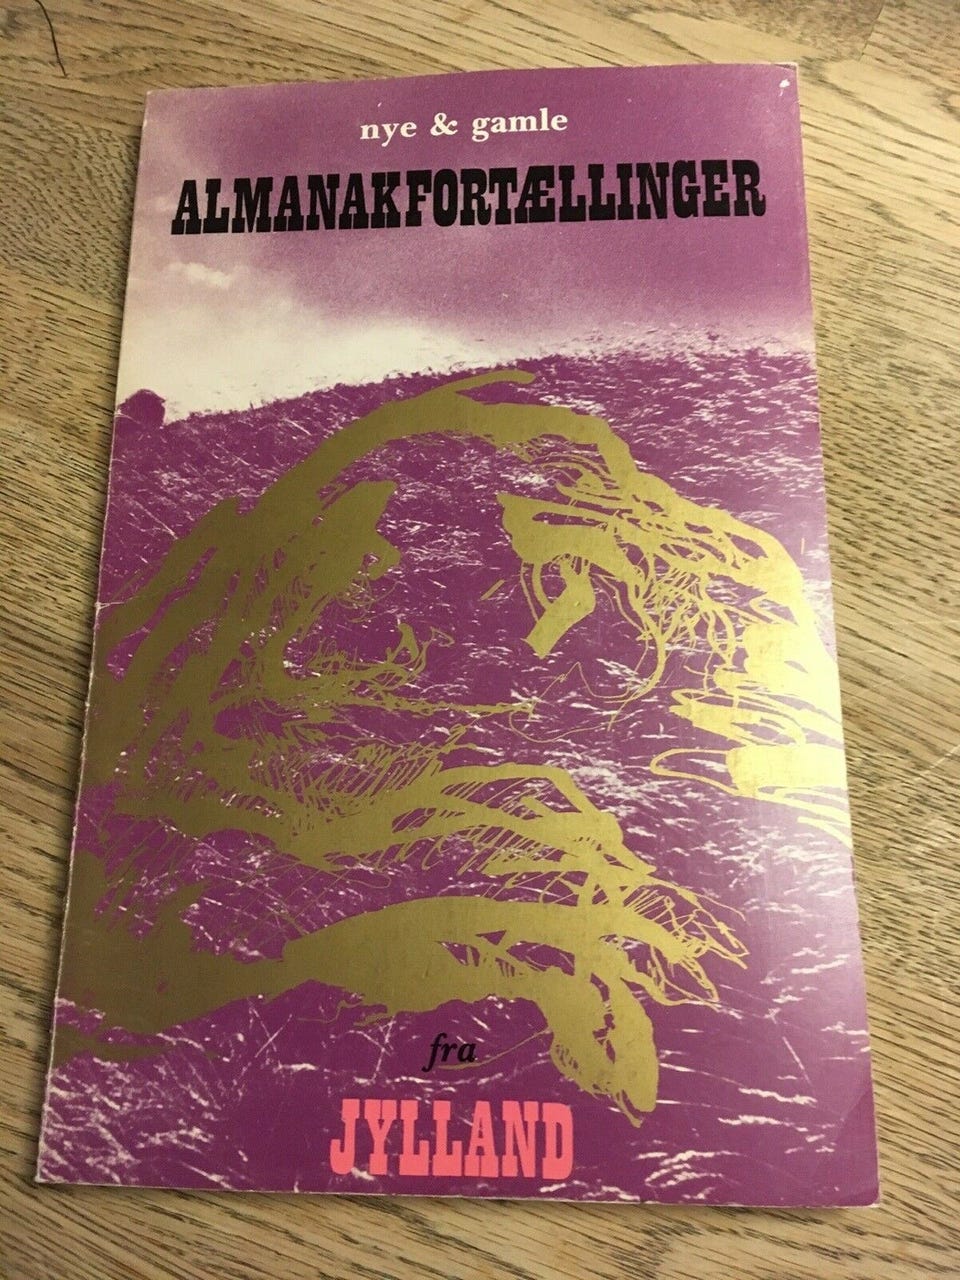 nye & gamle
ALMANAKFORTÆLLINGER
fra
JYLLAND